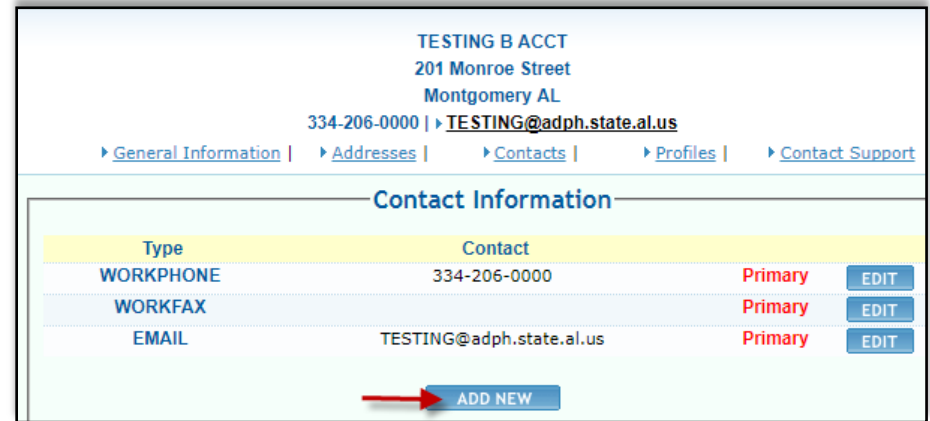 TESTING B ACCT
201 Monroe Street
Montgomery AL
334-206-0000 | TESTING@adph.state.al.us
General Information | Addresses | Contacts | Profiles | Contact Support
Contact Information
Type Contact
WORKPHONE 334-206-0000 Primary EDIT
WORKFAX Primary EDIT
EMAIL TESTING@adph.state.al.us Primary EDIT
ADD NEW